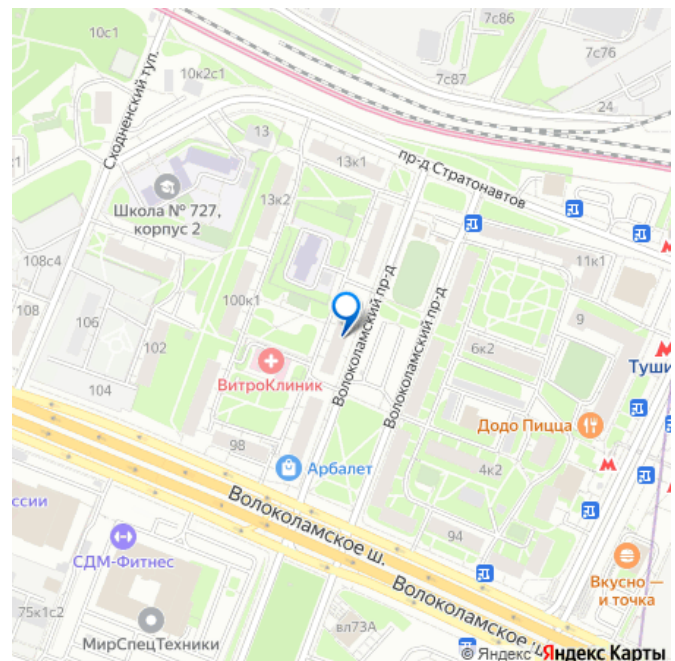 7с86
10с1
7с76
10к2с1
7с87
24
Сходненский туп.
13
13к1
пр-д Стратонавтов
Школа № 727,
корпус 2
13к2
108с4
11к1
100к1
Волоколамский пр-д
108
106
9
102
Волоколамский пр-д
6к2
Туши
ВитроКлиник
104
Додо Пицца
98
Арбалет
4к2
Волоколамское ш.
94
ссии
СДМ-Фитнес
Волоколамское ш.
Вкусно —
и точка
75к1с2
вл73А
МирСпецТехники
© Яндекс Яндекс Карты